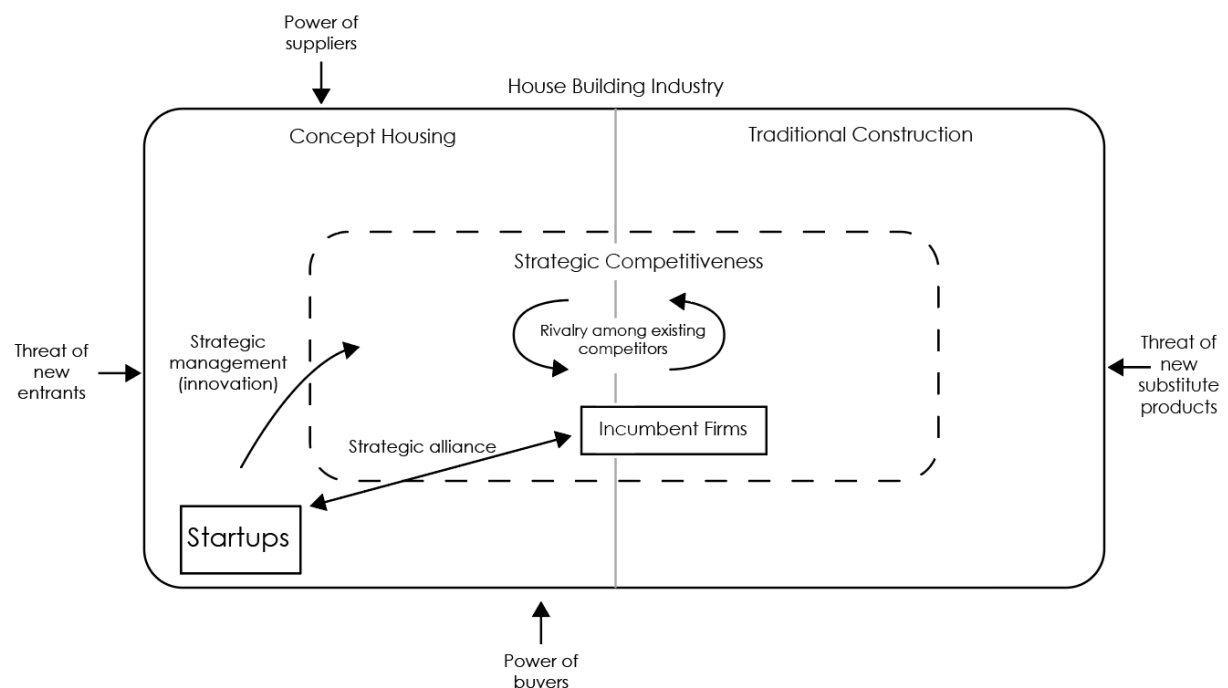 Power of
suppliers
House Building Industry
Concept Housing
Traditional Construction
Strategic Competitiveness
Rivalry among existing
competitors
Strategic
management
(innovation)
Threat of
new
entrants
Threat of
new
substitute
products
Incumbent Firms
Strategic alliance
Startups
Power of
buyers